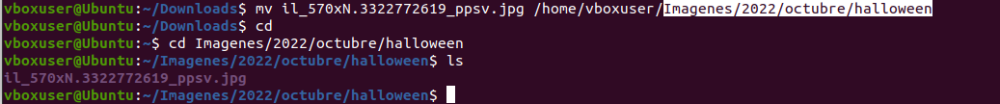 vboxuser@Ubuntu:~/Downloads$ mv il_570xN.3322772619_ppsv.jpg /home/vboxuser/Imagenes/2022/octubre/halloween
vboxuser@Ubuntu:~/Downloads$ cd
vboxuser@Ubuntu:~$ cd Imagenes/2022/octubre/halloween
vboxuser@Ubuntu:~/Imagenes/2022/octubre/halloween$ ls
il_570xN.3322772619_ppsv.jpg
vboxuser@Ubuntu:~/Imagenes/2022/octubre/halloween$